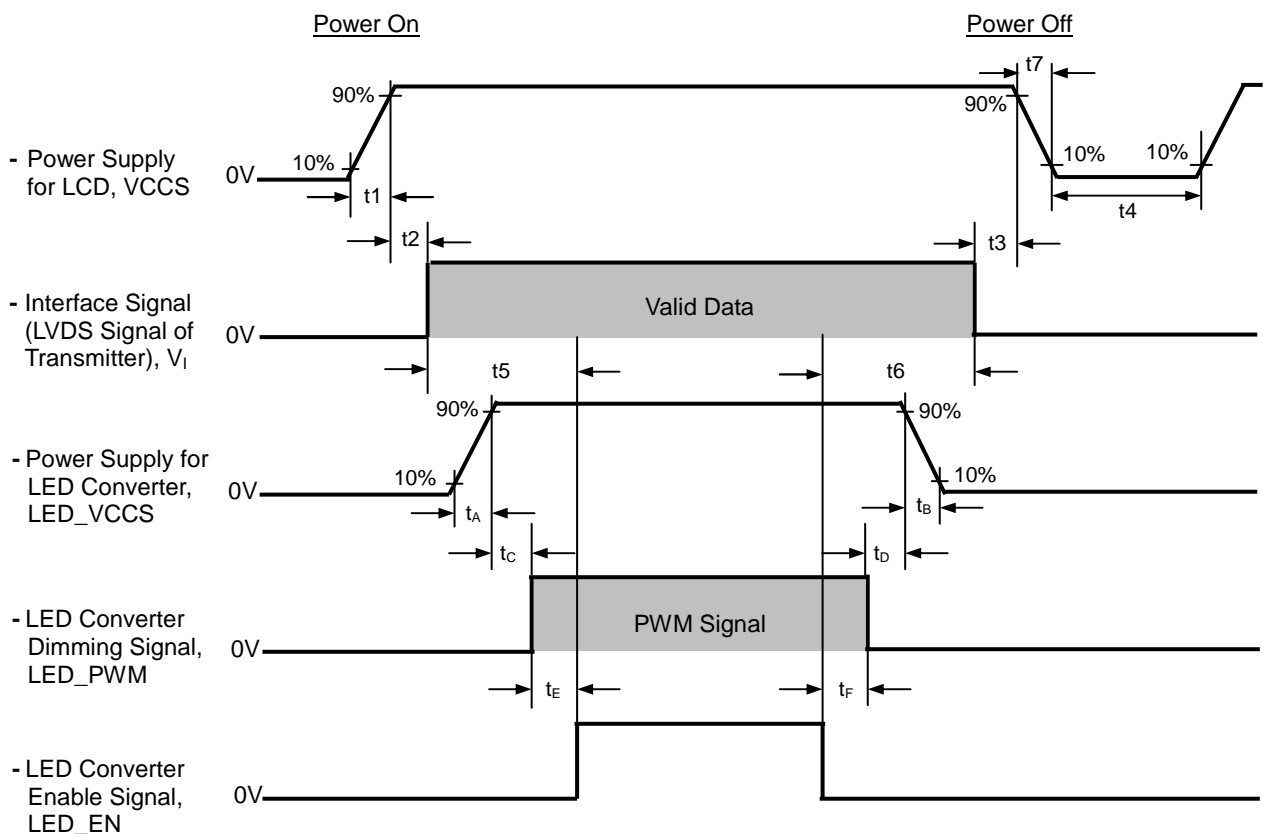 Power On
Power Off
t7
90%
90%
- Power Supply
for LCD, VCCS
0V
10%
10%
10%
t1
t4
t2
t3
- Interface Signal
(LVDS Signal of
Transmitter), VI
0V
Valid Data
t5
t6
90%
90%
- Power Supply for
LED Converter,
LED_VCCS
0V
10%
10%
tA
tB
tC
tD
- LED Converter
Dimming Signal,
LED_PWM
0V
PWM Signal
tE
tF
- LED Converter
Enable Signal,
LED_EN
0V